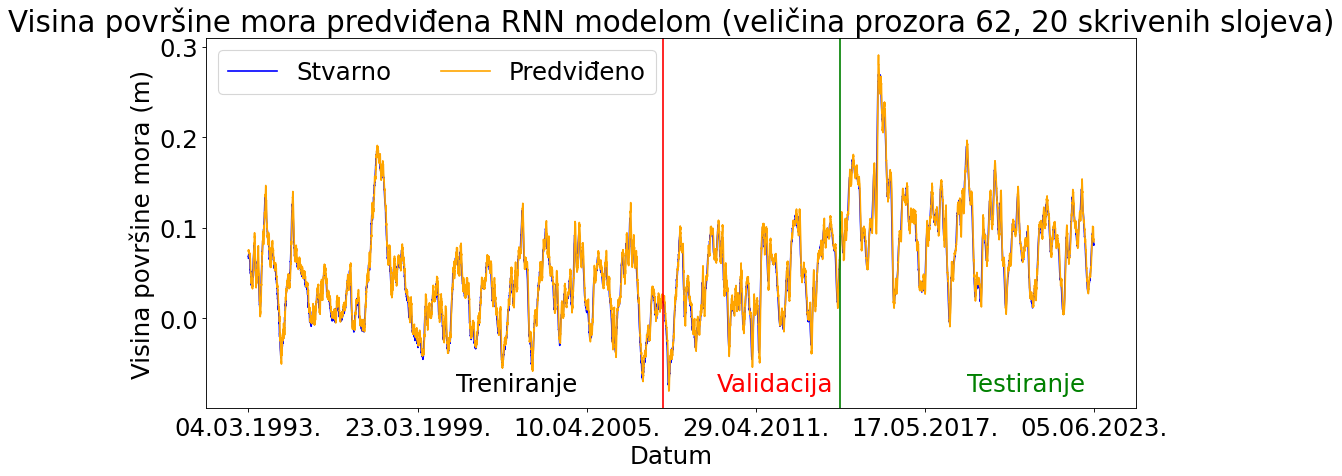 Visina površine mora predviđena RNN modelom (veličina prozora 62, 20 skrivenih slojeva)
Stvarno
Predviđeno
Visina površine mora (m)
0.3
0.2
0.1
0.0
Treniranje
Validacija
Testiranje
04.03.1993.
23.03.1999.
10.04.2005.
29.04.2011.
17.05.2017.
05.06.2023.
Datum